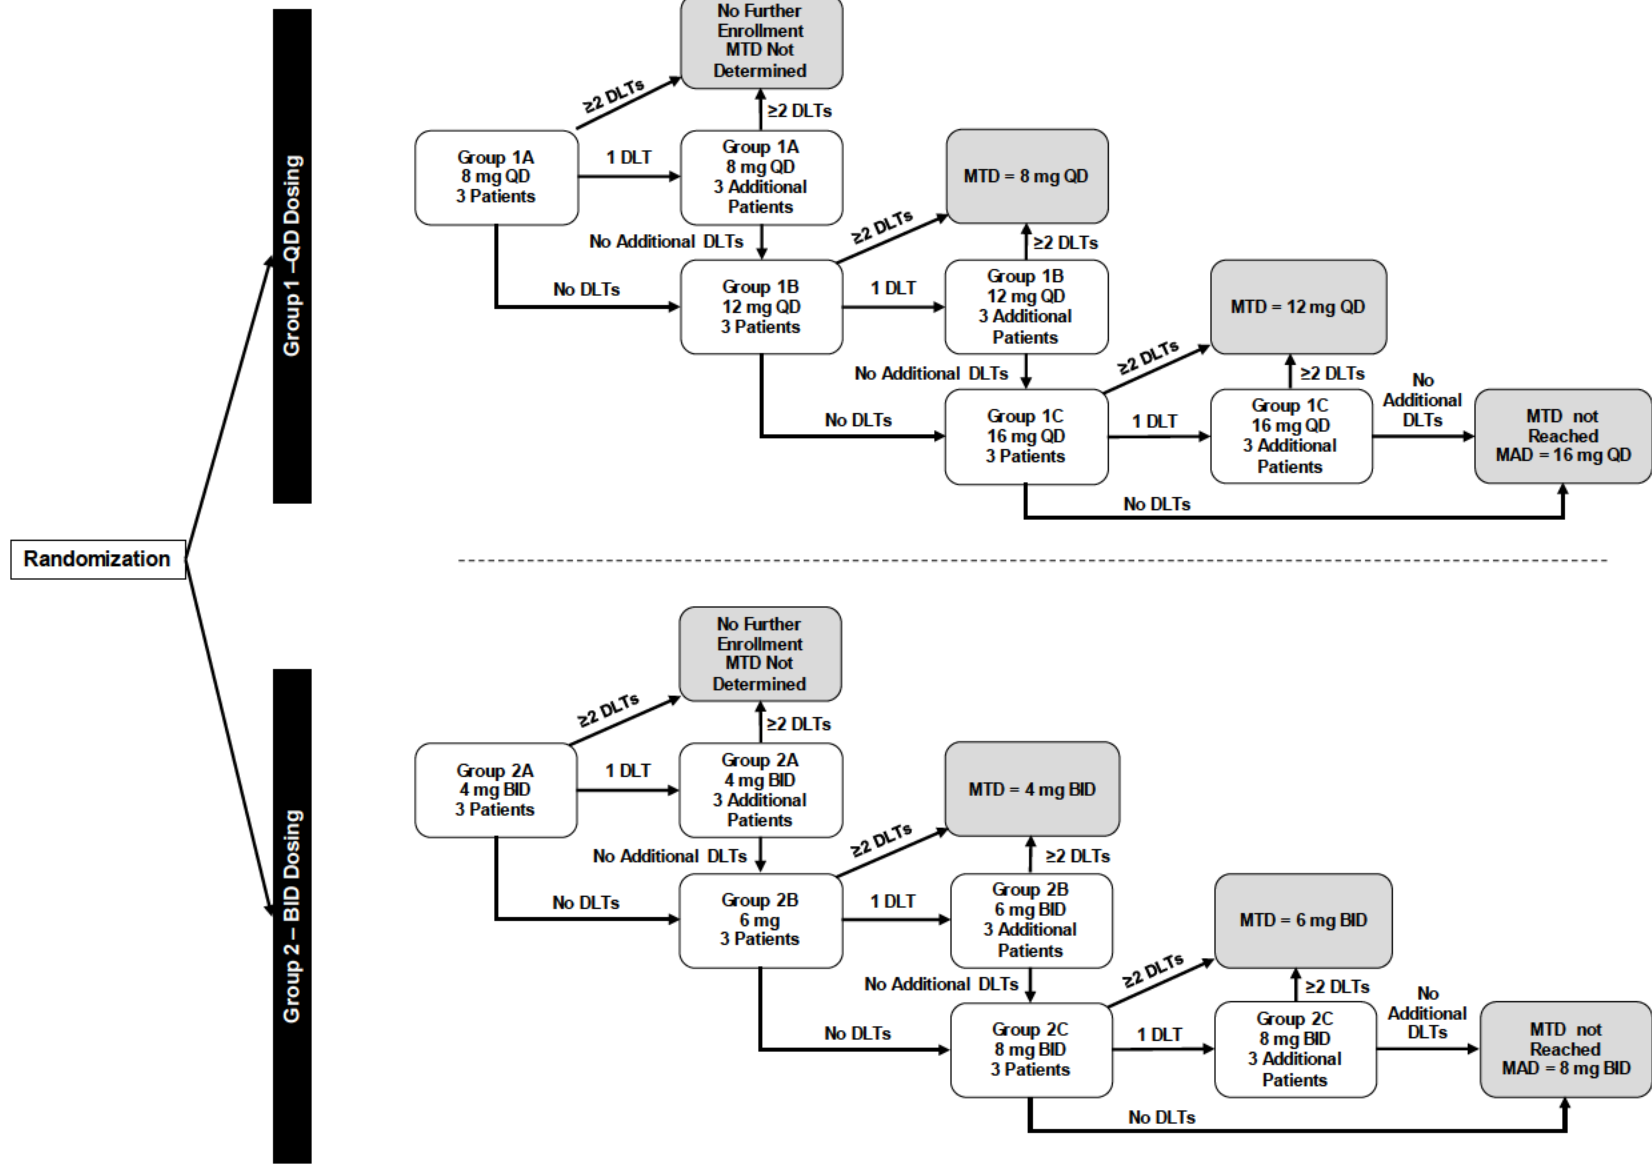 Randomization
Group 1 –QD Dosing
No Further
Enrollment
MTD Not
Determined
≥2 DLTs
≥2 DLTs
Group 1A
8 mg QD
3 Patients
1 DLT
Group 1A
8 mg QD
3 Additional
Patients
MTD = 8 mg QD
No Additional DLTs
≥2 DLTs
≥2 DLTs
No DLTs
Group 1B
12 mg QD
3 Patients
1 DLT
Group 1B
12 mg QD
3 Additional
Patients
MTD = 12 mg QD
No Additional DLTs
≥2 DLTs
≥2 DLTs
No
Additional
DLTs
No DLTs
Group 1C
16 mg QD
3 Patients
1 DLT
Group 1C
16 mg QD
3 Additional
Patients
MTD not
Reached
MAD = 16 mg QD
No DLTs
Group 2 – BID Dosing
No Further
Enrollment
MTD Not
Determined
≥2 DLTs
≥2 DLTs
Group 2A
4 mg BID
3 Patients
1 DLT
Group 2A
4 mg BID
3 Additional
Patients
MTD = 4 mg BID
No Additional DLTs
≥2 DLTs
≥2 DLTs
No DLTs
Group 2B
6 mg
3 Patients
1 DLT
Group 2B
6 mg BID
3 Additional
Patients
MTD = 6 mg BID
No Additional DLTs
≥2 DLTs
≥2 DLTs
No
Additional
DLTs
No DLTs
Group 2C
8 mg BID
3 Patients
1 DLT
Group 2C
8 mg BID
3 Additional
Patients
MTD not
Reached
MAD = 8 mg BID
No DLTs